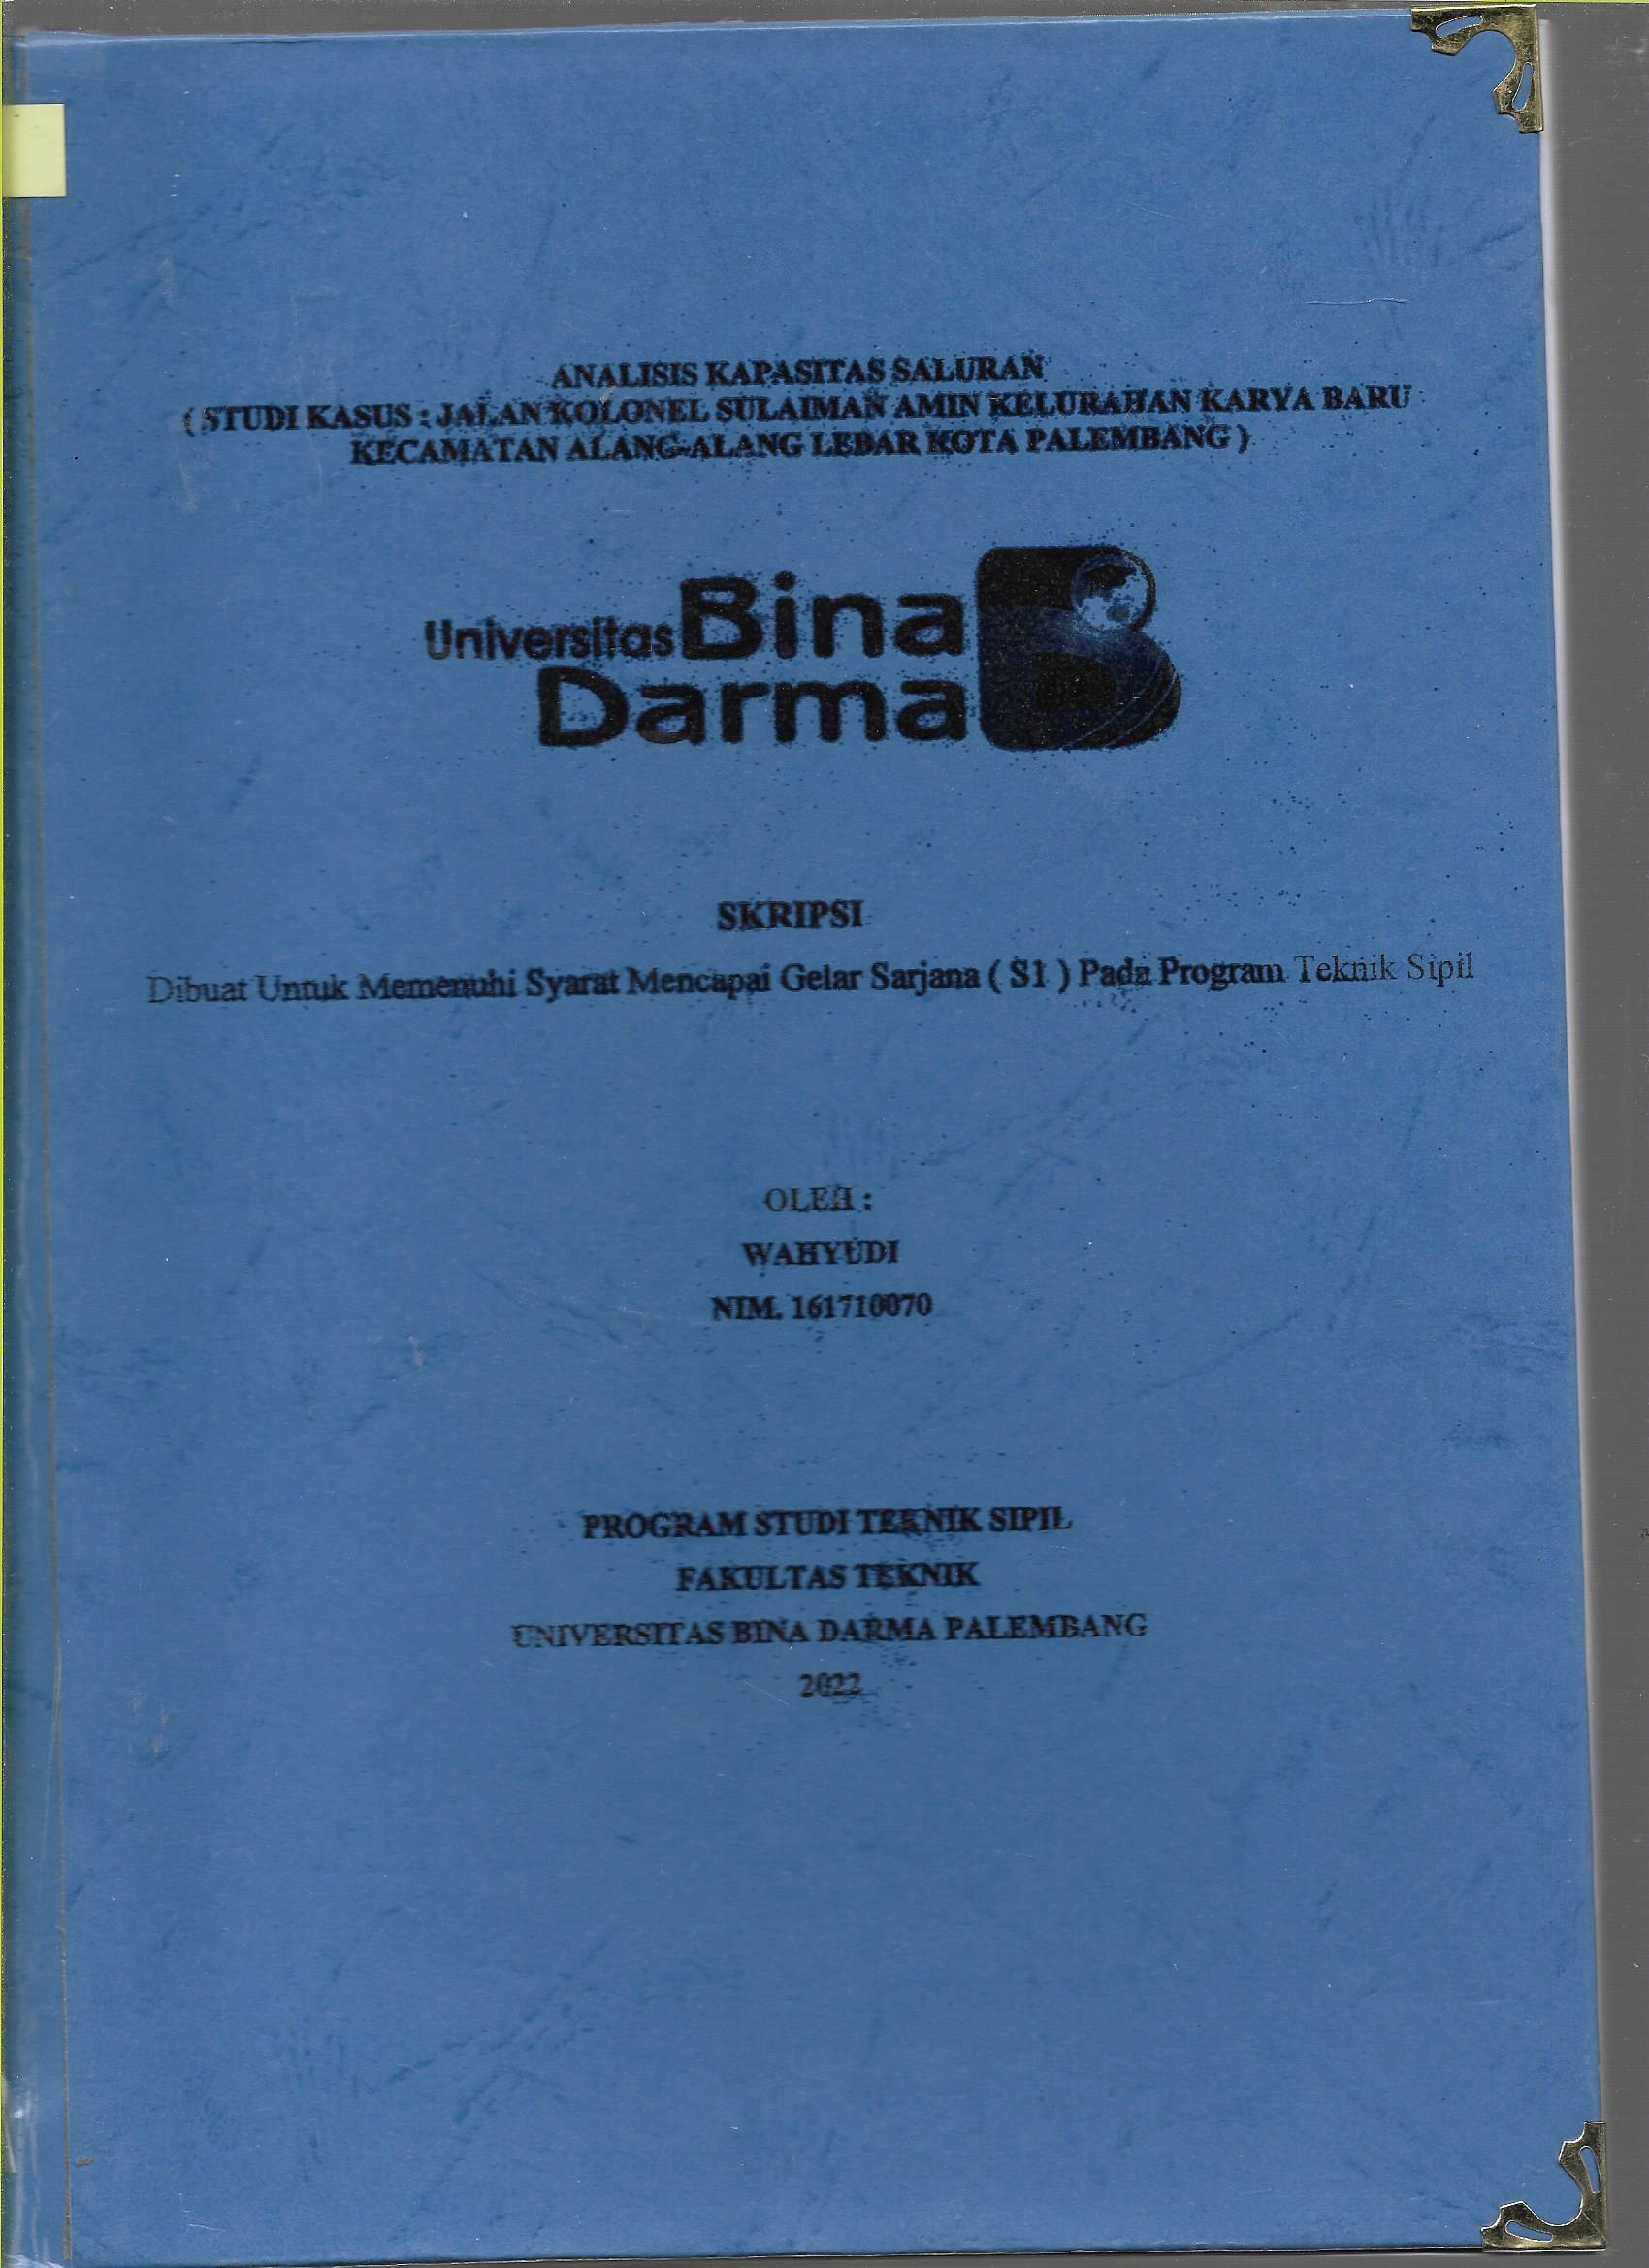 ANALISIS KAPASITAS SALURAN
( STUDI KASUS : JALAN KOLONEL SULAIMAN AMIN KELURAHAN KARYA BARU
KECAMATAN ALANG-ALANG LEBAR KOTA PALEMBANG )
Universitas Bina
Darma
SKRIPSI
Dibuat Untuk Memenuhi Syarat Mencapai Gelar Sarjana ( S1 ) Pada Program Teknik Sipil
OLEH :
WAHYUDI
NIM. 161710070
PROGRAM STUDI TEKNIK SIPIL
FAKULTAS TEKNIK
UNIVERSITAS BINA DARMA PALEMBANG
2022